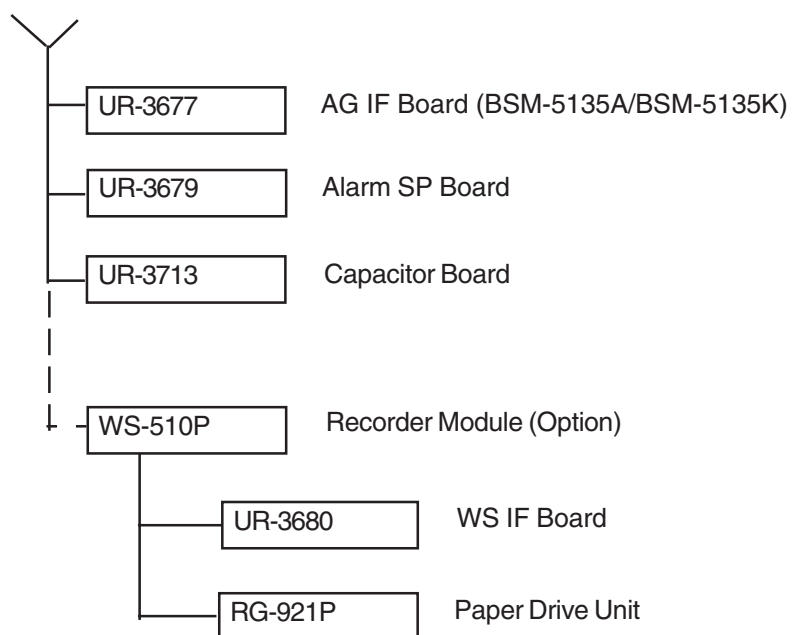 UR-3677 AG IF Board (BSM-5135A/BSM-5135K)
UR-3679 Alarm SP Board
UR-3713 Capacitor Board
WS-510P Recorder Module (Option)
UR-3680 WS IF Board
RG-921P Paper Drive Unit